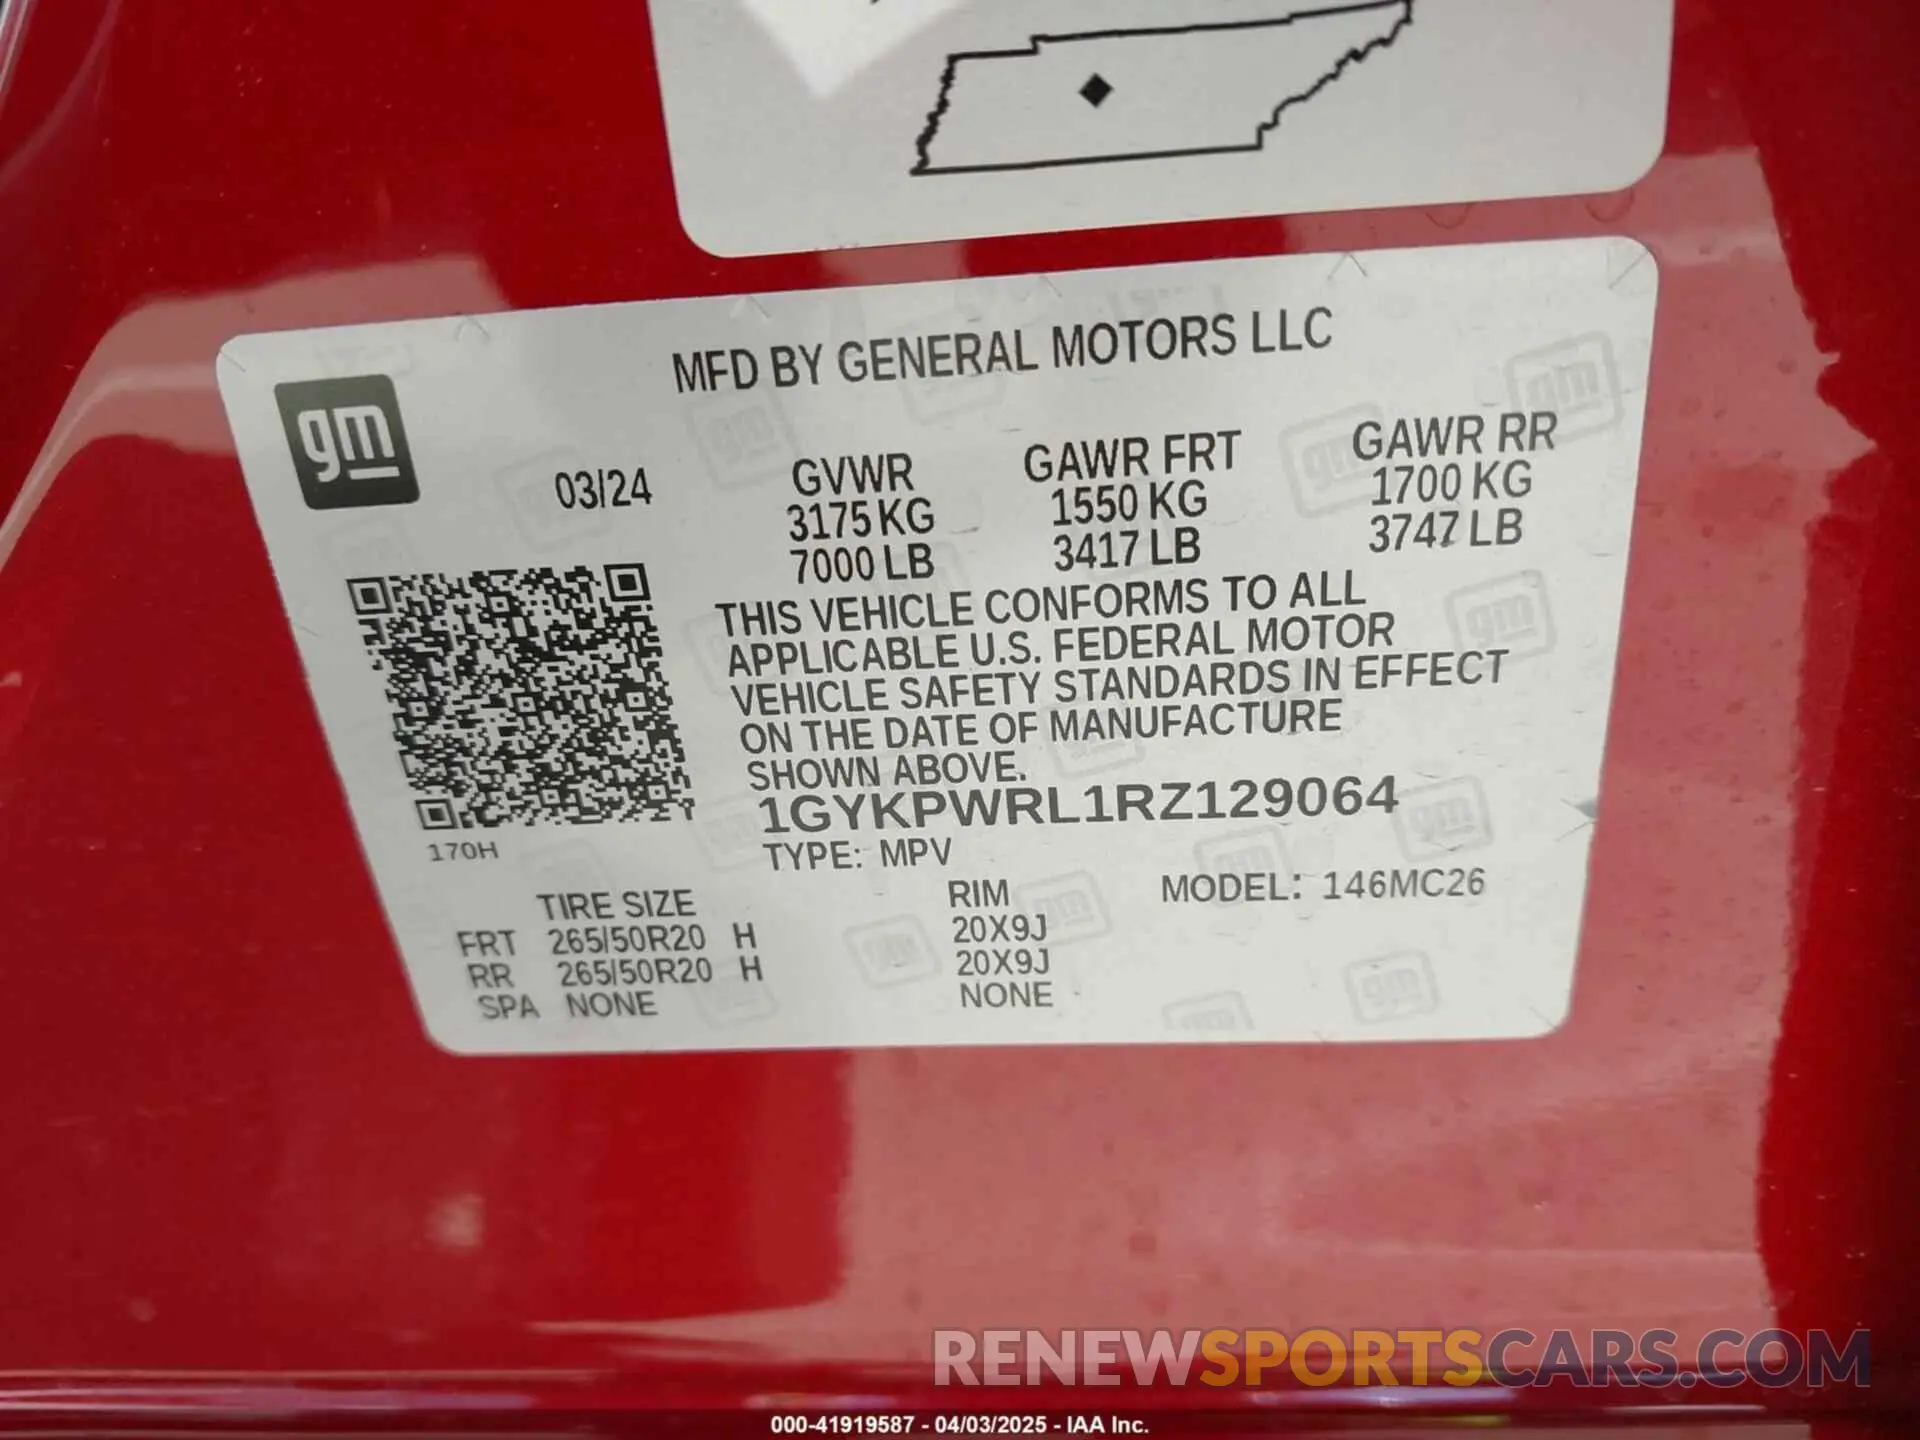 MFD BY GENERAL MOTORS LLC
gm
03/24
GVWR
3175 KG
7000 LB
GAWR FRT
1550 KG
3417 LB
GAWR RR
1700 KG
3747 LB
THIS VEHICLE CONFORMS TO ALL
APPLICABLE U.S. FEDERAL MOTOR
VEHICLE SAFETY STANDARDS IN EFFECT
ON THE DATE OF MANUFACTURE
SHOWN ABOVE.
1GYKPWRL1RZ129064
170H
TYPE: MPV
MODEL: 146MC26
TIRE SIZE RIM
FRT 265/50R20 H 20X9J
RR 265/50R20 H 20X9J
SPA NONE NONE
RENEWSPORTSCARS.COM
000-41919587 - 04/03/2025 - IAA Inc.